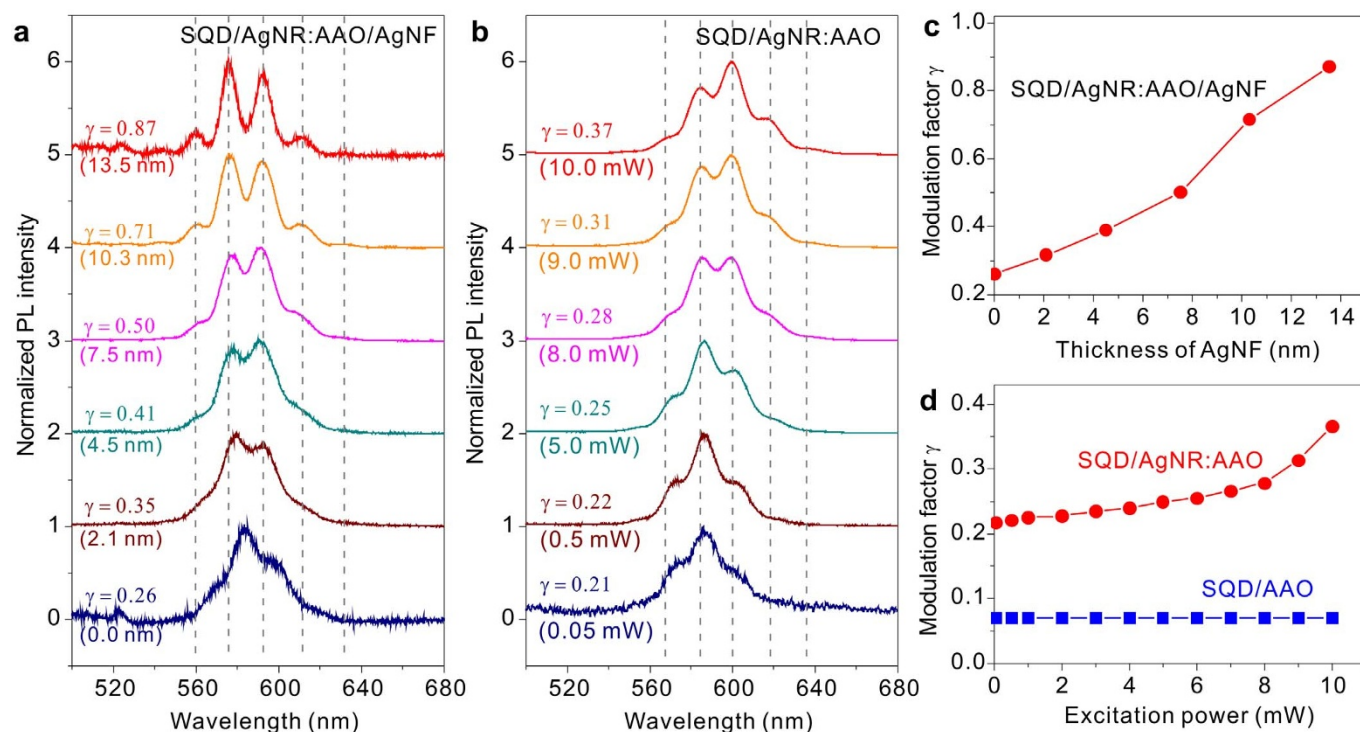 a
SQD/AgNR:AAO/AgNF
Normalized PL intensity
6
5
4
3
2
1
0
γ = 0.87
(13.5 nm)
γ = 0.71
(10.3 nm)
γ = 0.50
(7.5 nm)
γ = 0.41
(4.5 nm)
γ = 0.35
(2.1 nm)
γ = 0.26
(0.0 nm)
520 560 600 640 680
Wavelength (nm)
b
SQD/AgNR:AAO
Normalized PL intensity
6
5
4
3
2
1
0
γ = 0.37
(10.0 mW)
γ = 0.31
(9.0 mW)
γ = 0.28
(8.0 mW)
γ = 0.25
(5.0 mW)
γ = 0.22
(0.5 mW)
γ = 0.21
(0.05 mW)
520 560 600 640 680
Wavelength (nm)
c
Modulation factor γ
1.0
0.8
0.6
0.4
0.2
SQD/AgNR:AAO/AgNF
0 2 4 6 8 10 12 14
Thickness of AgNF (nm)
d
Modulation factor γ
0.4
0.3
0.2
0.1
0.0
SQD/AgNR:AAO
SQD/AAO
0 2 4 6 8 10
Excitation power (mW)